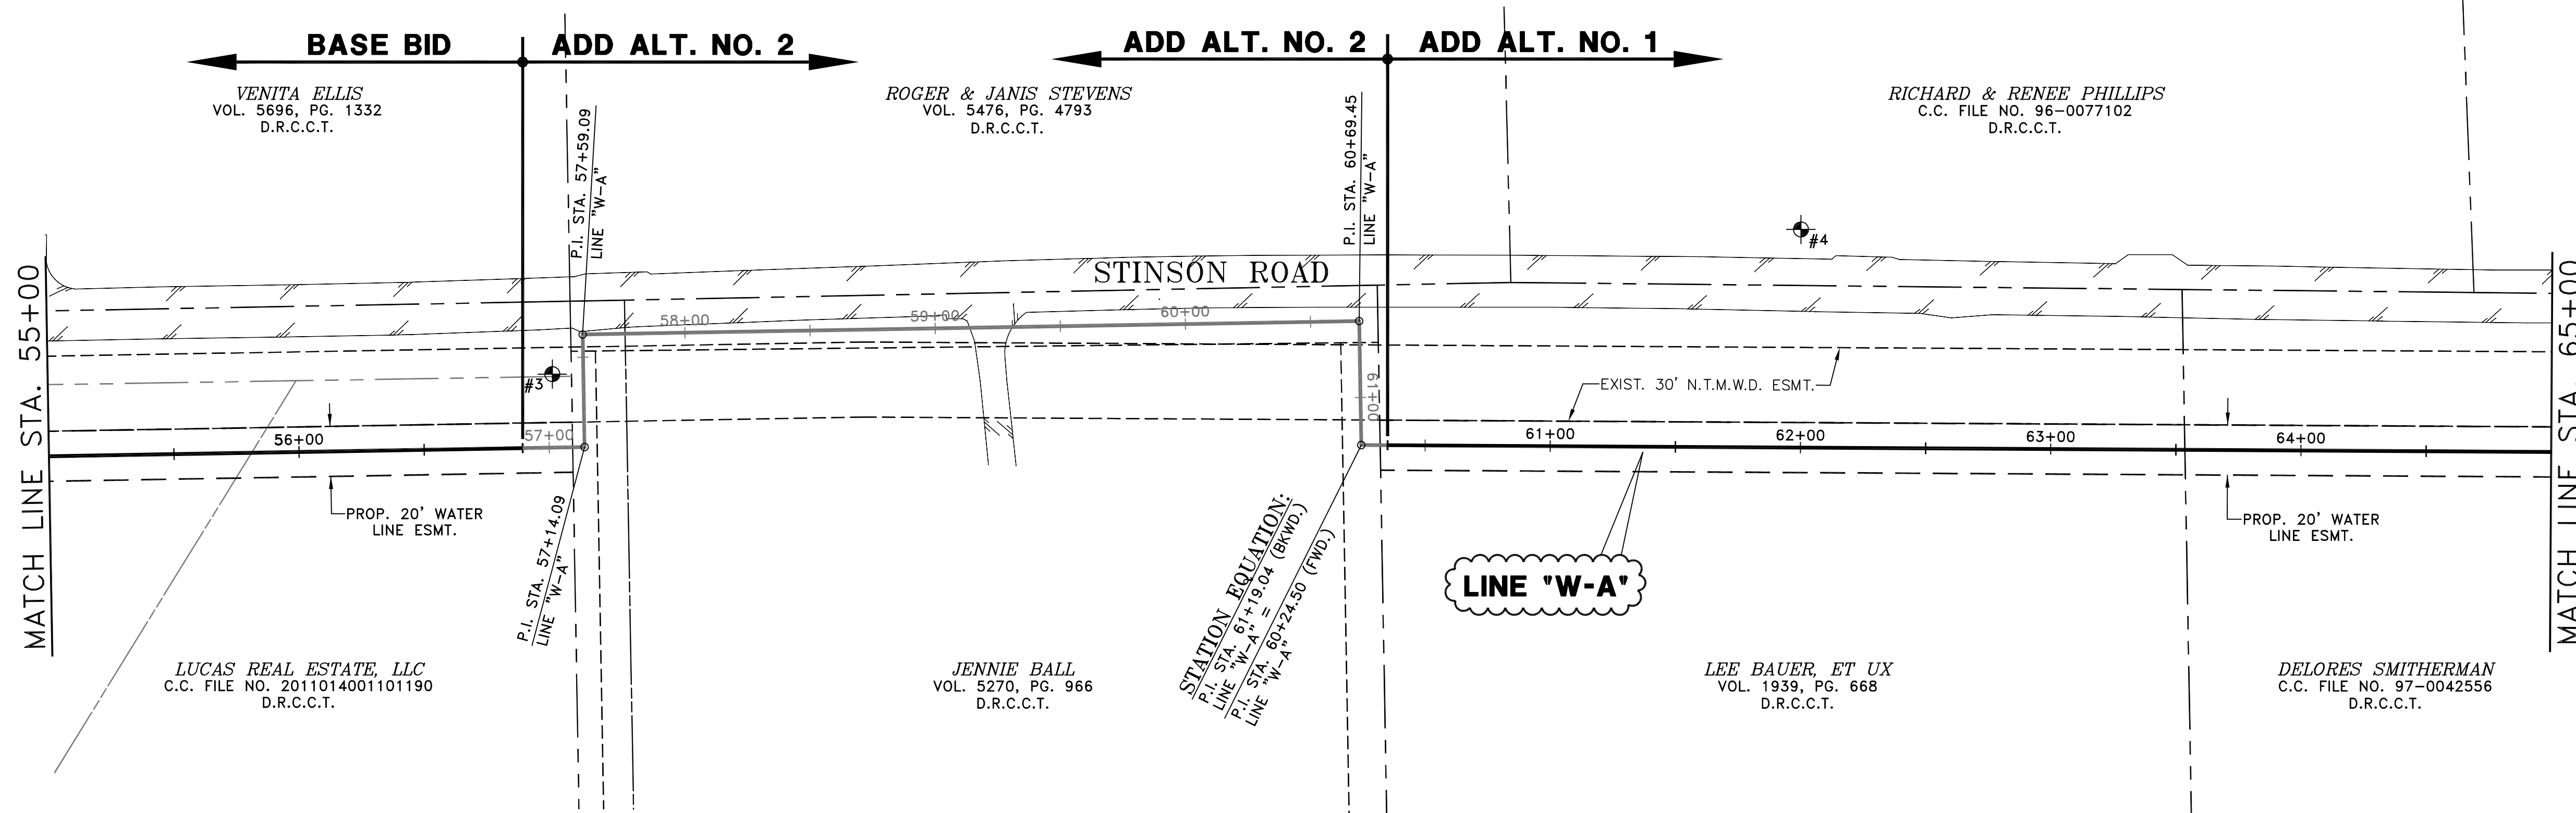 BASE BID
ADD ALT. NO. 2
ADD ALT. NO. 2
ADD ALT. NO. 1
VENITA ELLIS
VOL. 5696, PG. 1332
D.R.C.C.T.
ROGER & JANIS STEVENS
VOL. 5476, PG. 4793
D.R.C.C.T.
RICHARD & RENEE PHILLIPS
C.C. FILE NO. 96-0077102
D.R.C.C.T.
P.I. STA. 57+59.09
LINE "W-A"
P.I. STA. 60+69.45
LINE "W-A"
#4
STINSON ROAD
MATCH LINE STA. 55+00
MATCH LINE STA. 65+00
58+00
59+00
60+00
#3
61+00
EXIST. 30' N.T.M.W.D. ESMT.
56+00
57+00
61+00
62+00
63+00
64+00
PROP. 20' WATER
LINE ESMT.
PROP. 20' WATER
LINE ESMT.
P.I. STA. 57+14.09
LINE "W-A"
STATION EQUATION:
P.I. STA. 61+19.04 (BKWD.)
LINE "W-A" =
P.I. STA. 60+24.50 (FWD.)
LINE "W-A"
LINE "W-A"
LUCAS REAL ESTATE, LLC
C.C. FILE NO. 2011014001101190
D.R.C.C.T.
JENNIE BALL
VOL. 5270, PG. 966
D.R.C.C.T.
LEE BAUER, ET UX
VOL. 1939, PG. 668
D.R.C.C.T.
DELORES SMITHERMAN
C.C. FILE NO. 97-0042556
D.R.C.C.T.